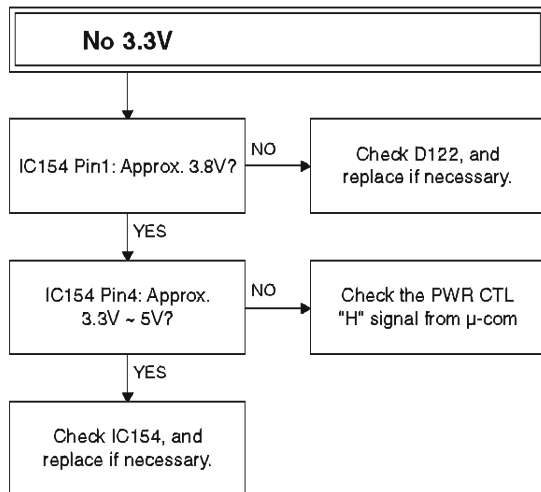 No 3.3V
IC154 Pin1: Approx. 3.8V?
NO
Check D122, and
replace if necessary.
YES
IC154 Pin4: Approx.
3.3V ~ 5V?
NO
Check the PWR CTL
"H" signal from µ-com
YES
Check IC154, and
replace if necessary.